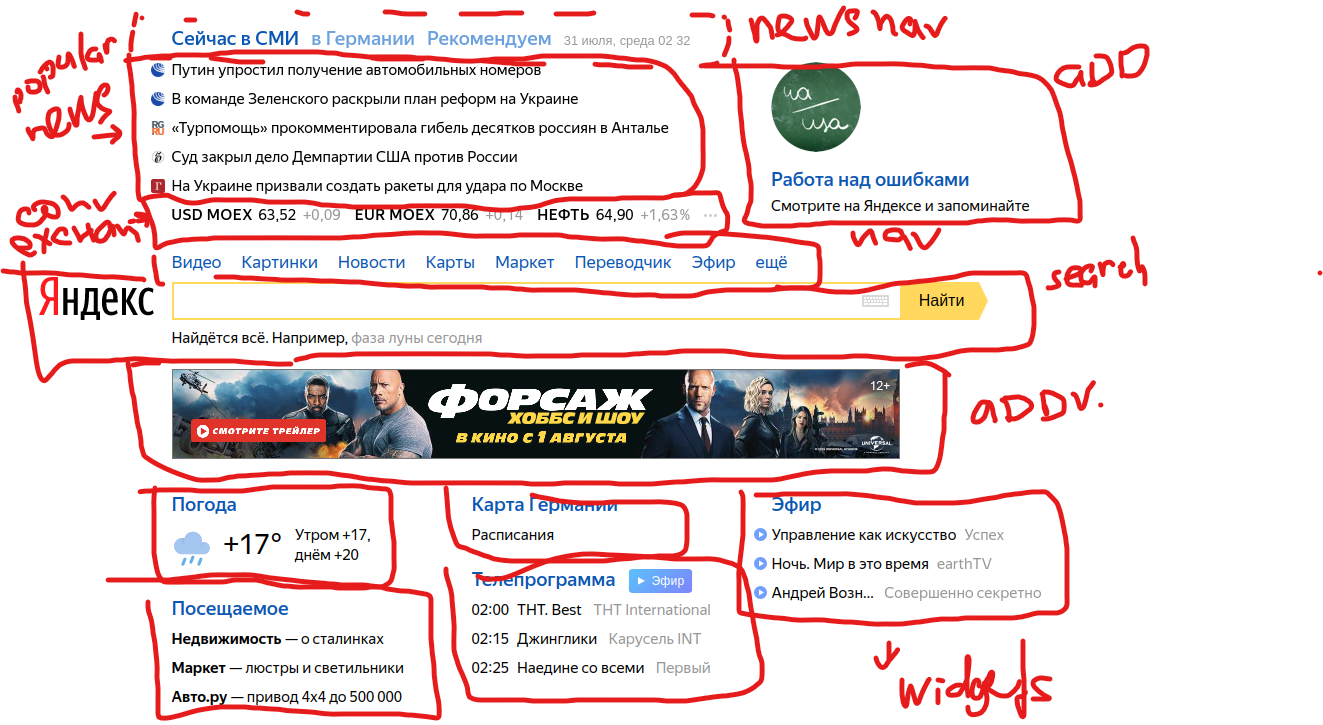 news nav
Сейчас в СМИ в Германии Рекомендуем 31 июля, среда 02 32
popular
news
Путин упростил получение автомобильных номеров
В команде Зеленского раскрыли план реформ на Украине
RG
RU
«Турпомощь» прокомментировала гибель десятков россиян в Анталье
Суд закрыл дело Демпартии США против России
Г На Украине призвали создать ракеты для удара по Москве
aDD
ua
usa
Работа над ошибками
Смотрите на Яндексе и запоминайте
conv
USD MOEX 63,52 +0,09 EUR MOEX 70,86 +0,14 НЕФТЬ 64,90 +1,63% ...
nav
Видео Картинки Новости Карты Маркет Переводчик Эфир ещё
search
Яндекс
Найти
Найдётся всё. Например, фаза луны сегодня
СМОТРИТЕ ТРЕЙЛЕР
ФОРСАЖ
ХОББС И ШОУ
В КИНО С 1 АВГУСТА
12+
UNIVERSAL
aDDv.
Погода
+17°
Утром +17,
днём +20
Карта Германии
Расписания
Эфир
Управление как искусство Успех
Ночь. Мир в это время earthTV
Андрей Возн... Совершенно секретно
Посещаемое
Недвижимость — о сталинках
Маркет — люстры и светильники
Авто.ру — привод 4x4 до 500 000
Телепрограмма Эфир
02:00 ТНТ. Best ТНТ International
02:15 Джинглики Карусель INT
02:25 Наедине со всеми Первый
widgets